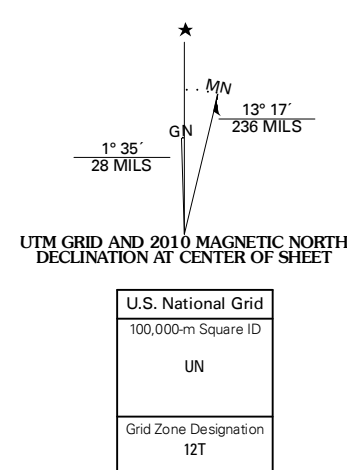 ★
MN
GN
13° 17´
236 MILS
1° 35´
28 MILS
UTM GRID AND 2010 MAGNETIC NORTH
DECLINATION AT CENTER OF SHEET
U.S. National Grid
100,000-m Square ID
UN
Grid Zone Designation
12T